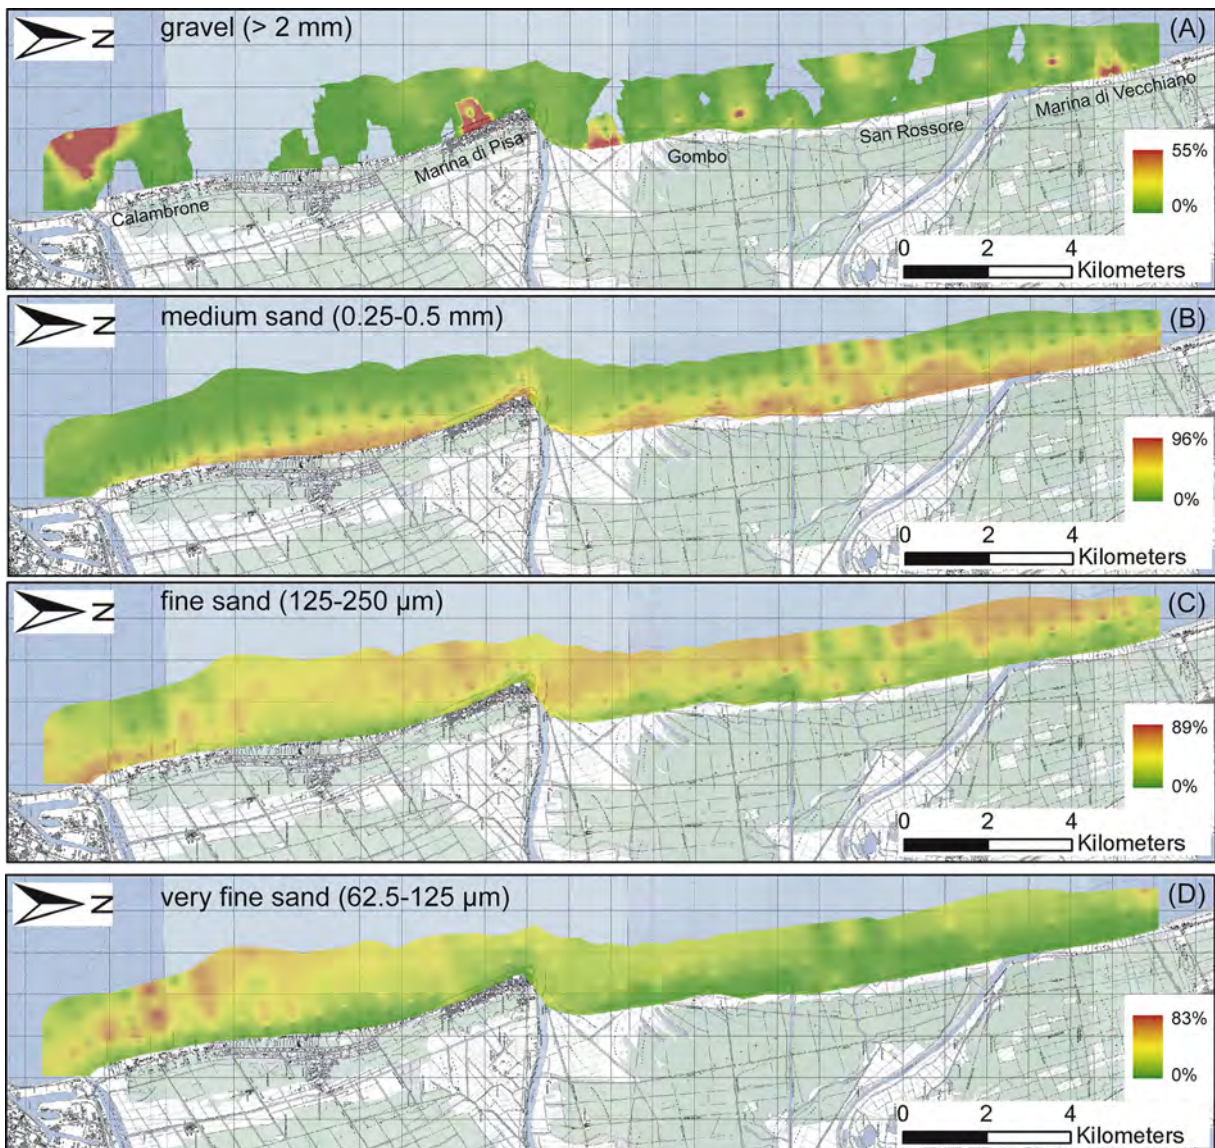 gravel (> 2 mm)
(A)
N
Calambrone
Marina di Pisa
Gombo
San Rossore
Marina di Vecchiano
55%
0%
0 2 4
Kilometers
medium sand (0.25-0.5 mm)
(B)
N
96%
0%
0 2 4
Kilometers
fine sand (125-250 µm)
(C)
N
89%
0%
0 2 4
Kilometers
very fine sand (62.5-125 µm)
(D)
N
83%
0%
0 2 4
Kilometers